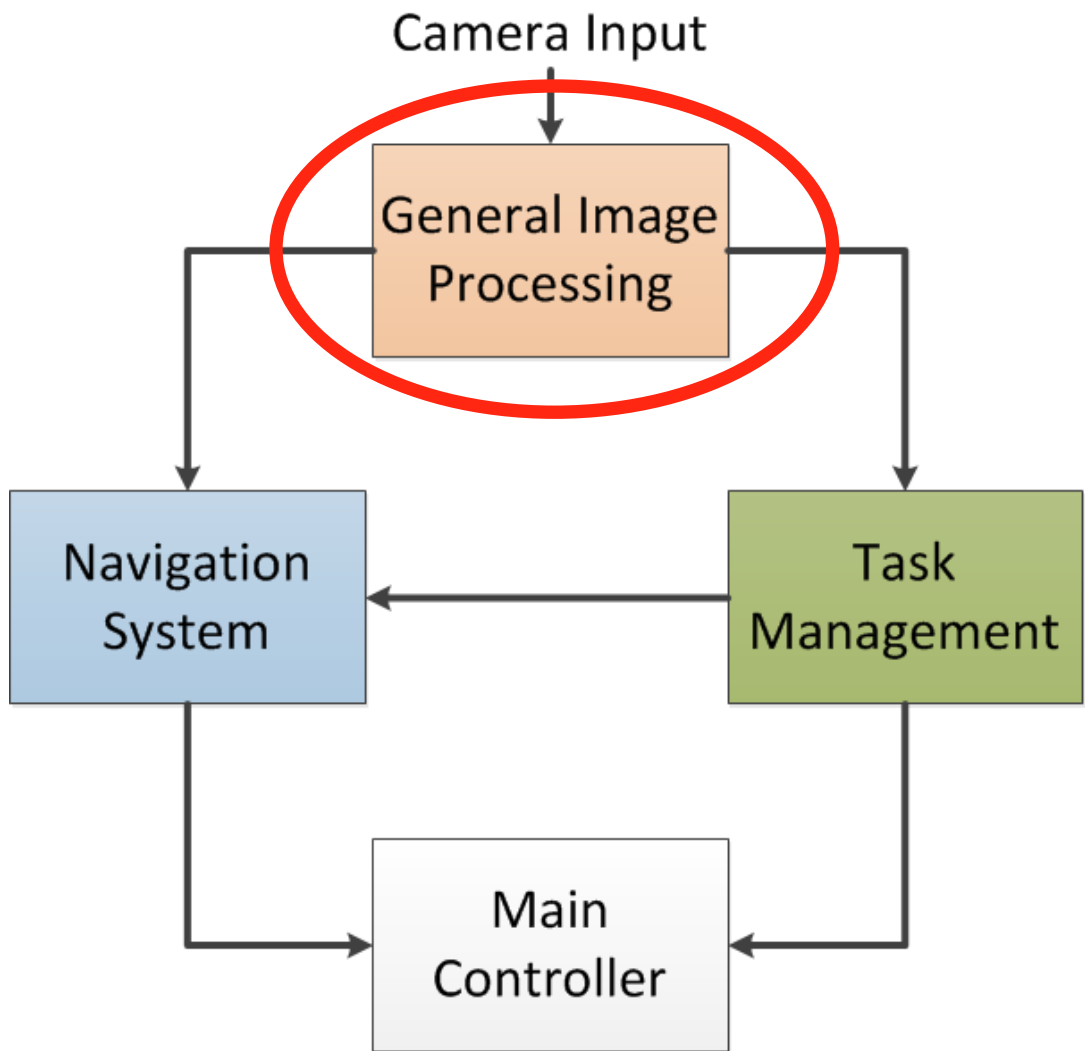 Camera Input
General Image
Processing
Navigation
System
Task
Management
Main
Controller